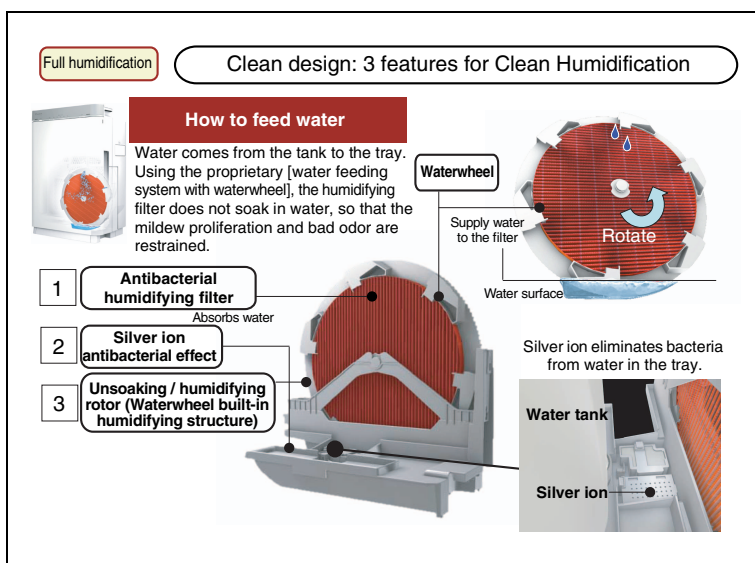 Full humidification
Clean design: 3 features for Clean Humidification
How to feed water
Water comes from the tank to the tray.
Using the proprietary [water feeding
system with waterwheel], the humidifying
filter does not soak in water, so that the
mildew proliferation and bad odor are
restrained.
Waterwheel
Supply water
to the filter
Rotate
Water surface
1
Antibacterial
humidifying filter
Absorbs water
2
Silver ion
antibacterial effect
3
Unsoaking / humidifying
rotor (Waterwheel built-in
humidifying structure)
Silver ion eliminates bacteria
from water in the tray.
Water tank
Silver ion